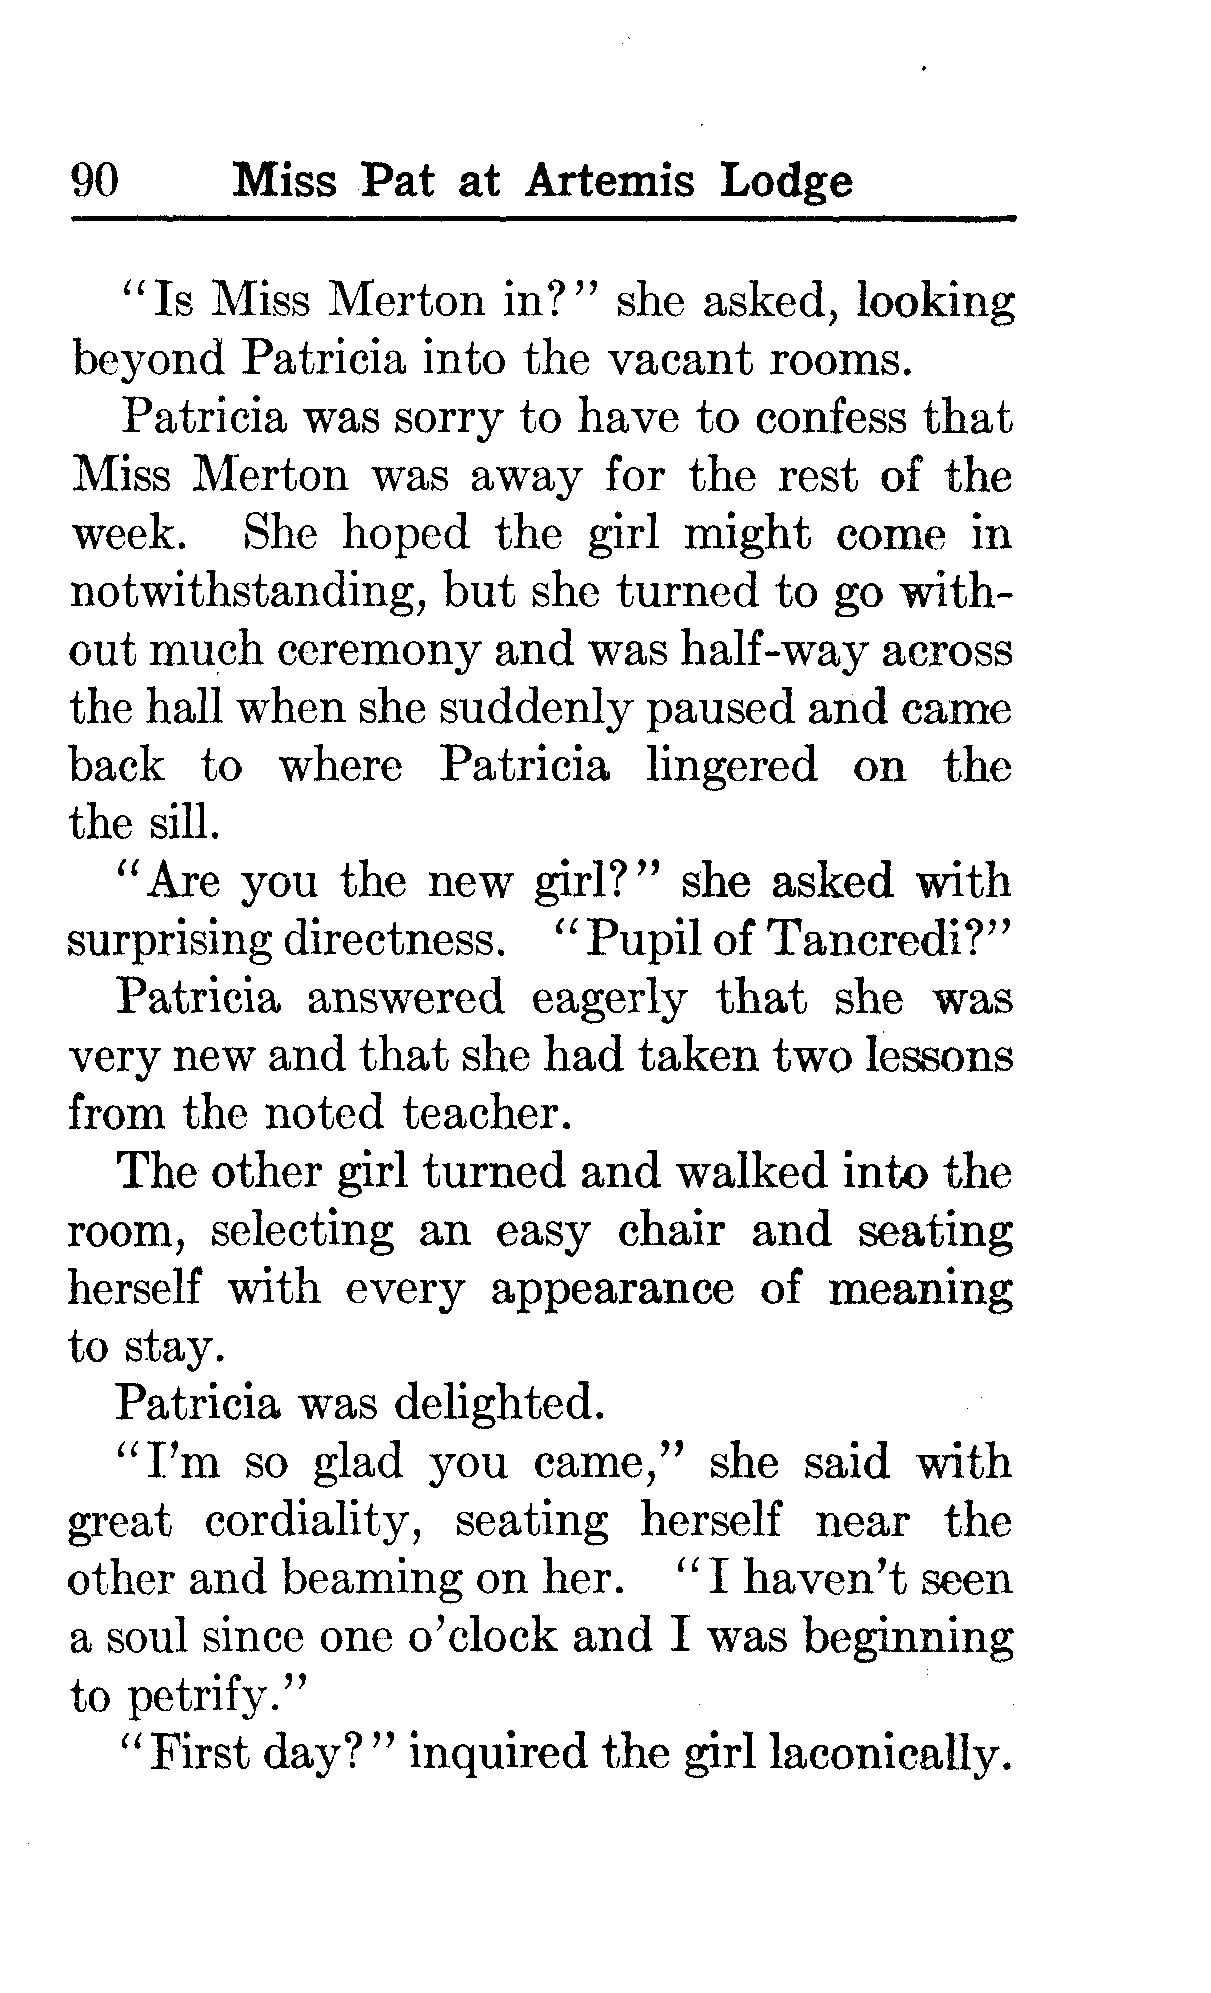 90 Miss Pat at Artemis Lodge
"Is Miss Merton in?" she asked, looking
beyond Patricia into the vacant rooms.
Patricia was sorry to have to confess that
Miss Merton was away for the rest of the
week. She hoped the girl might come in
notwithstanding, but she turned to go with-
out much ceremony and was half-way across
the hall when she suddenly paused and came
back to where Patricia lingered on the
the sill.
"Are you the new girl?" she asked with
surprising directness. "Pupil of Tancredi?"
Patricia answered eagerly that she was
very new and that she had taken two lessons
from the noted teacher.
The other girl turned and walked into the
room, selecting an easy chair and seating
herself with every appearance of meaning
to stay.
Patricia was delighted.
"I'm so glad you came," she said with
great cordiality, seating herself near the
other and beaming on her. "I haven't seen
a soul since one o'clock and I was beginning
to petrify."
"First day?" inquired the girl laconically.